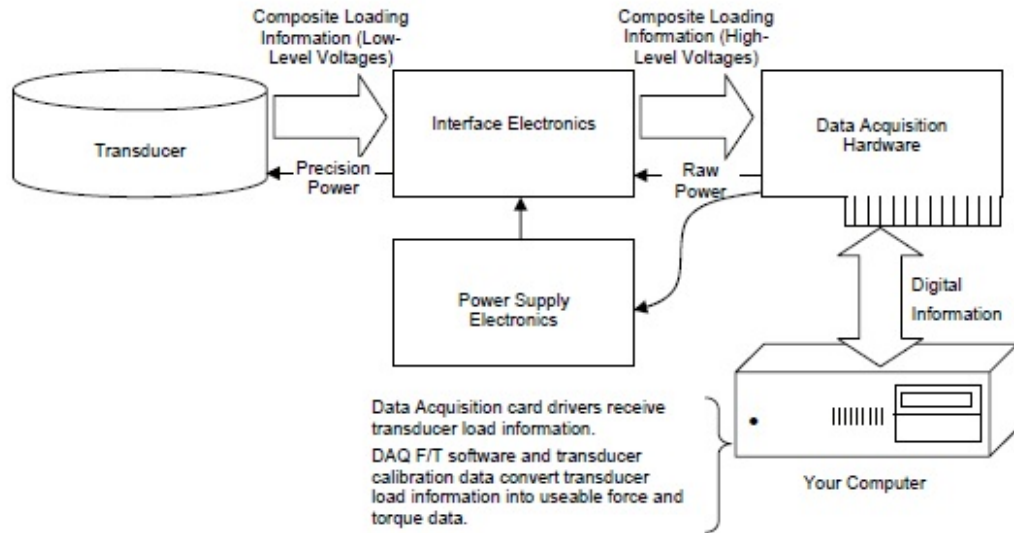 Composite Loading
Information (Low-
Level Voltages)
Composite Loading
Information (High-
Level Voltages)
Transducer
Interface Electronics
Data Acquisition
Hardware
Precision
Power
Raw
Power
Power Supply
Electronics
Digital
Information
Data Acquisition card drivers receive
transducer load information.
DAQ F/T software and transducer
calibration data convert transducer
load information into useable force and
torque data.
Your Computer